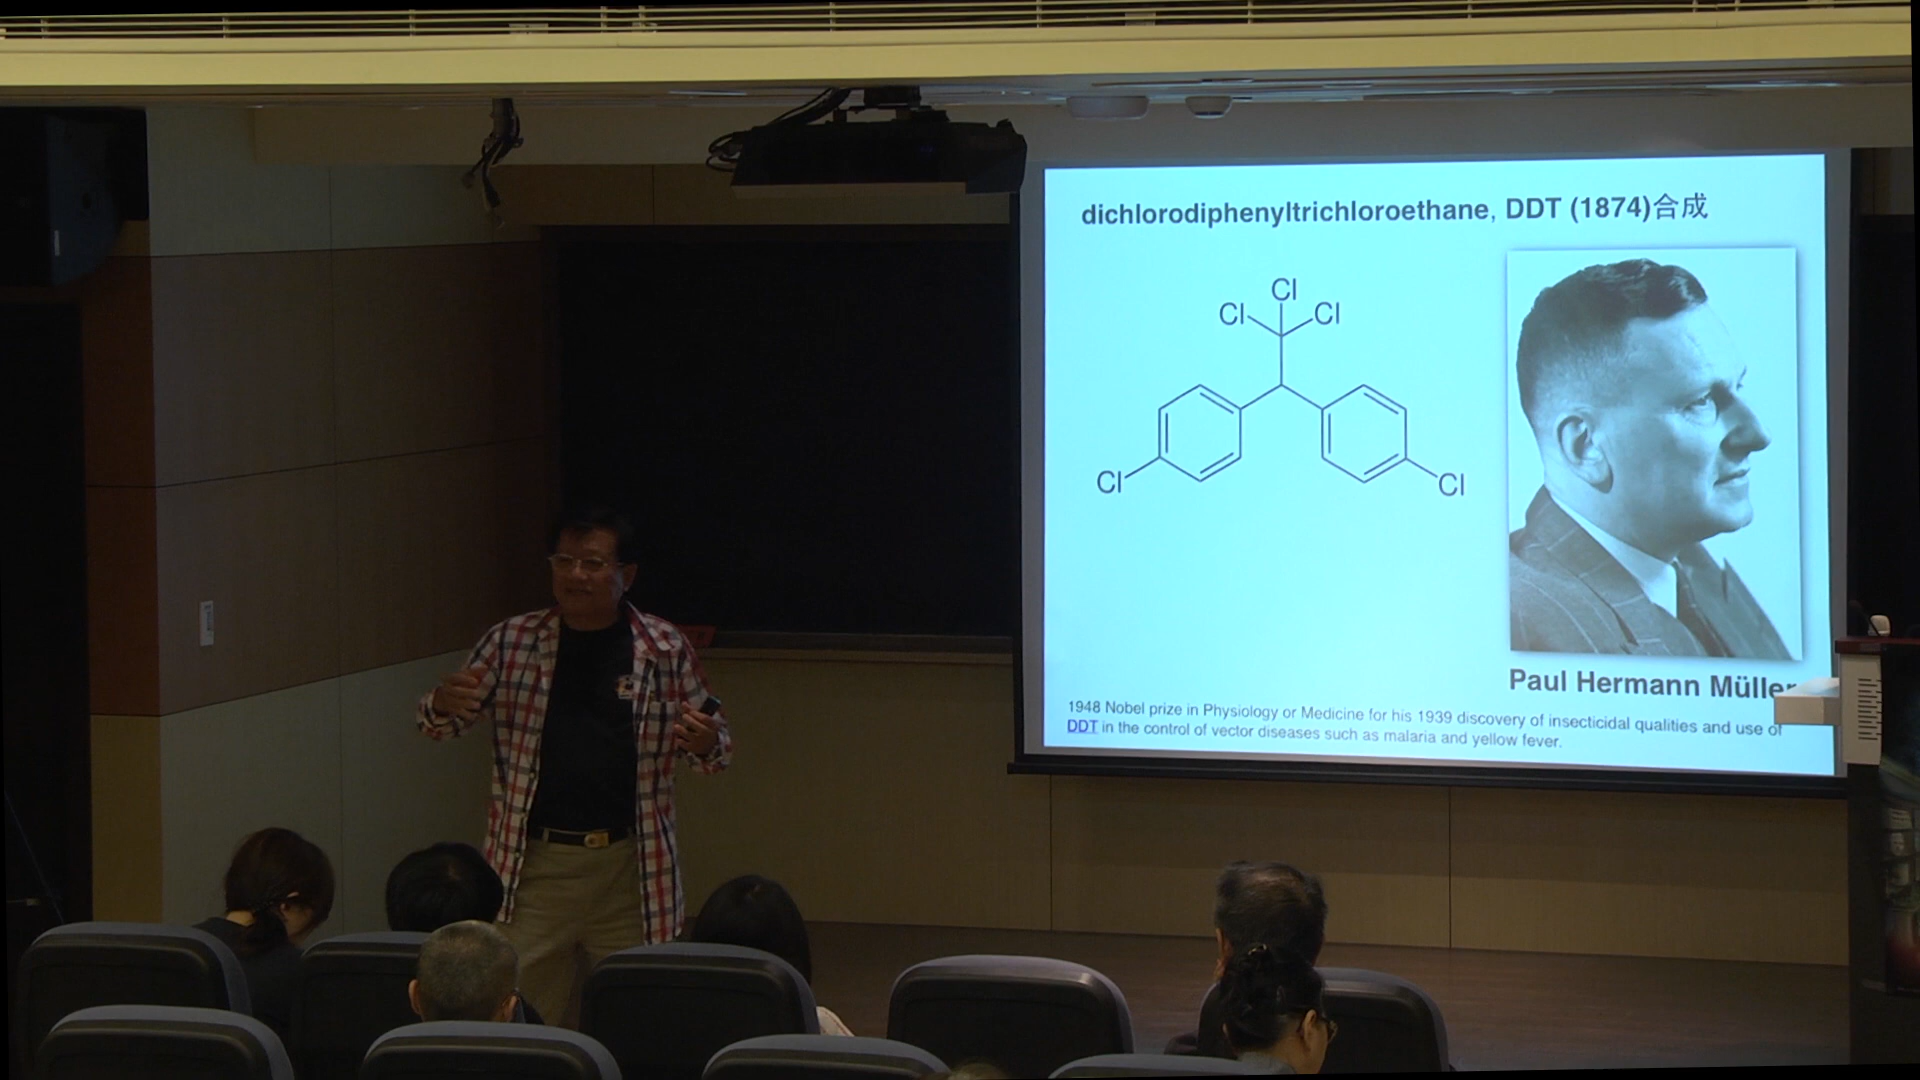 dichlorodiphenyltrichloroethane, DDT (1874)合成
Cl
Cl Cl
Cl Cl
Paul Hermann Müller
1948 Nobel prize in Physiology or Medicine for his 1939 discovery of insecticidal qualities and use of
DDT in the control of vector diseases such as malaria and yellow fever.